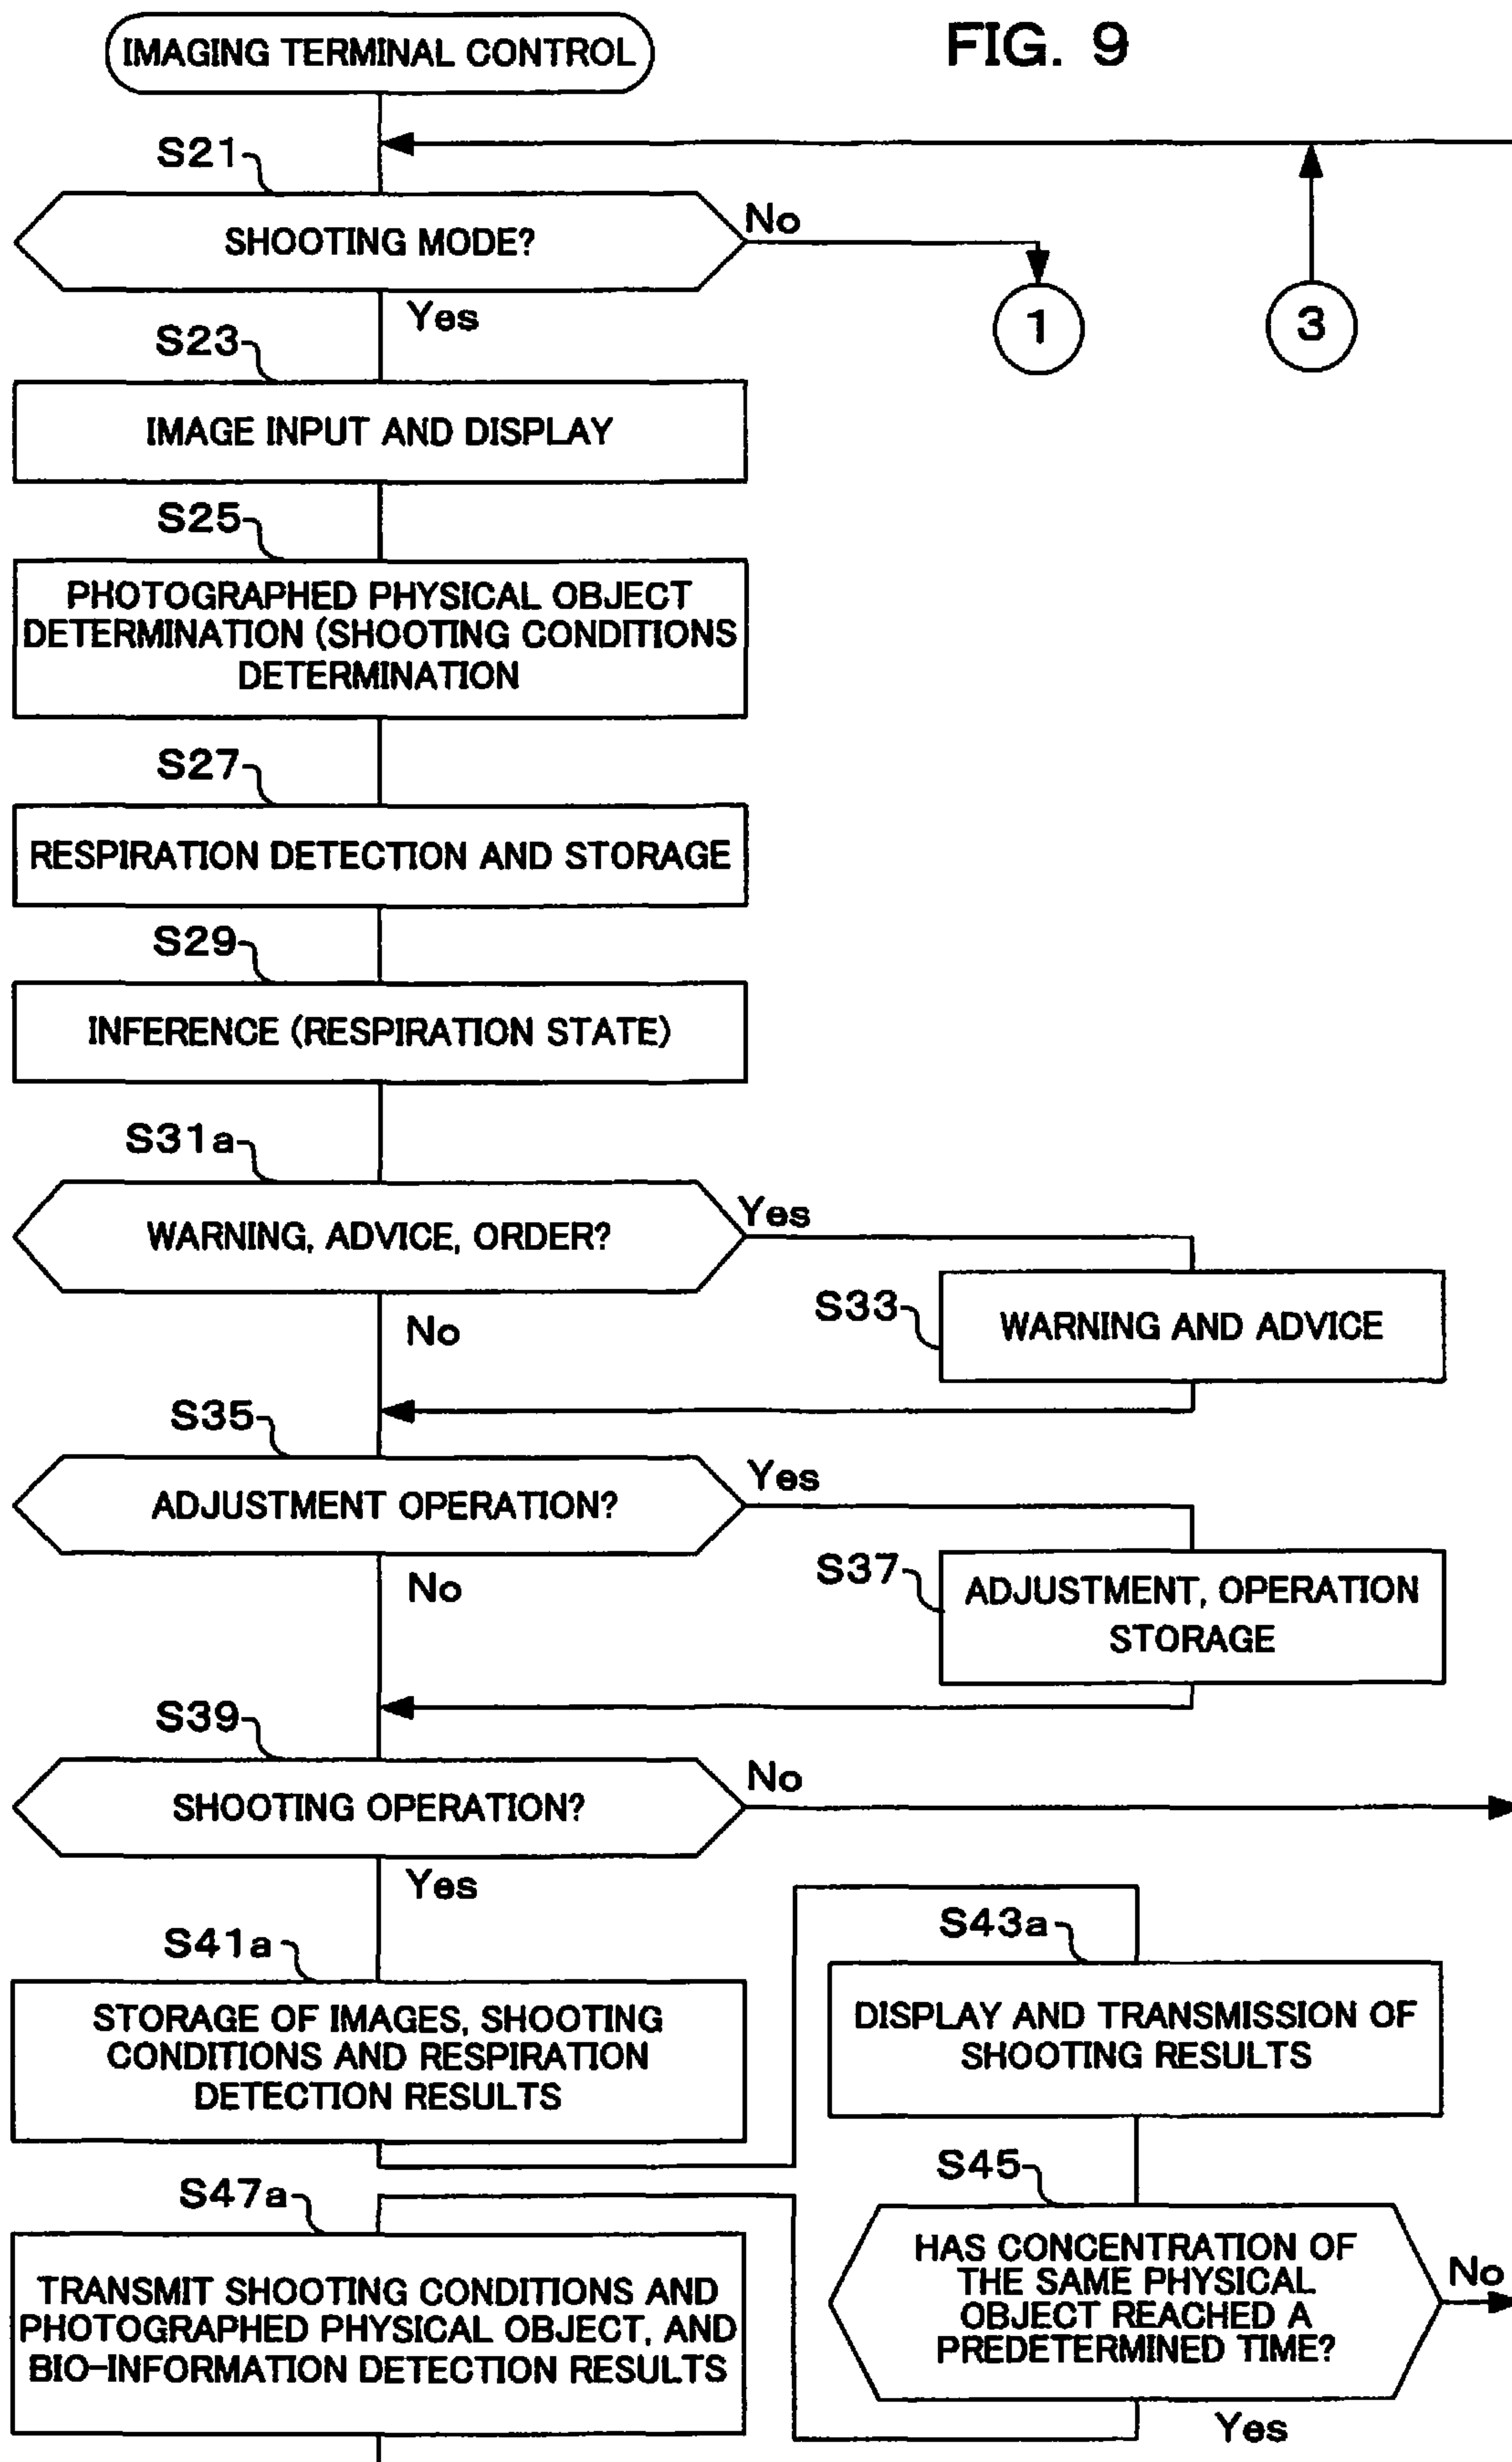 FIG. 9
IMAGING TERMINAL CONTROL
S21
SHOOTING MODE?
No
1
3
Yes
S23
IMAGE INPUT AND DISPLAY
S25
PHOTOGRAPHED PHYSICAL OBJECT
DETERMINATION (SHOOTING CONDITIONS
DETERMINATION
S27
RESPIRATION DETECTION AND STORAGE
S29
INFERENCE (RESPIRATION STATE)
S31a
WARNING, ADVICE, ORDER?
Yes
S33
WARNING AND ADVICE
No
S35
ADJUSTMENT OPERATION?
Yes
S37
ADJUSTMENT, OPERATION
STORAGE
No
S39
SHOOTING OPERATION?
No
Yes
S41a
STORAGE OF IMAGES, SHOOTING
CONDITIONS AND RESPIRATION
DETECTION RESULTS
S43a
DISPLAY AND TRANSMISSION OF
SHOOTING RESULTS
S45
HAS CONCENTRATION OF
THE SAME PHYSICAL
OBJECT REACHED A
PREDETERMINED TIME?
No
Yes
S47a
TRANSMIT SHOOTING CONDITIONS AND
PHOTOGRAPHED PHYSICAL OBJECT, AND
BIO-INFORMATION DETECTION RESULTS